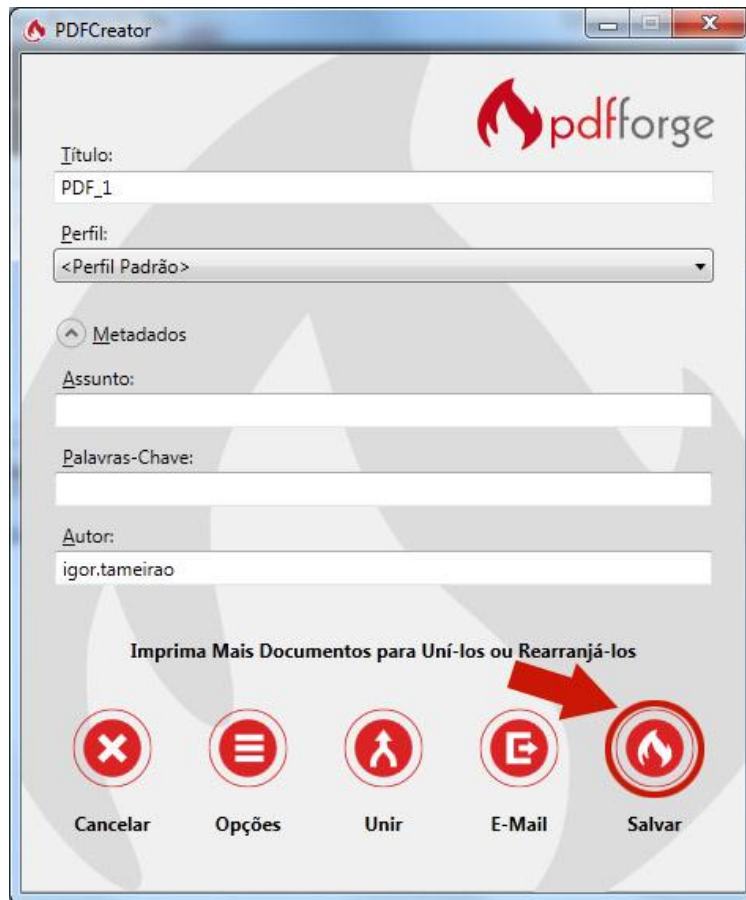 PDFCreator
pdfforge
Título:
PDF_1
Perfil:
<Perfil Padrão>
Metadados
Assunto:
Palavras-Chave:
Autor:
igor.tameirao
Imprima Mais Documentos para Uní-los ou Rearranjá-los
Cancelar Opções Unir E-Mail Salvar